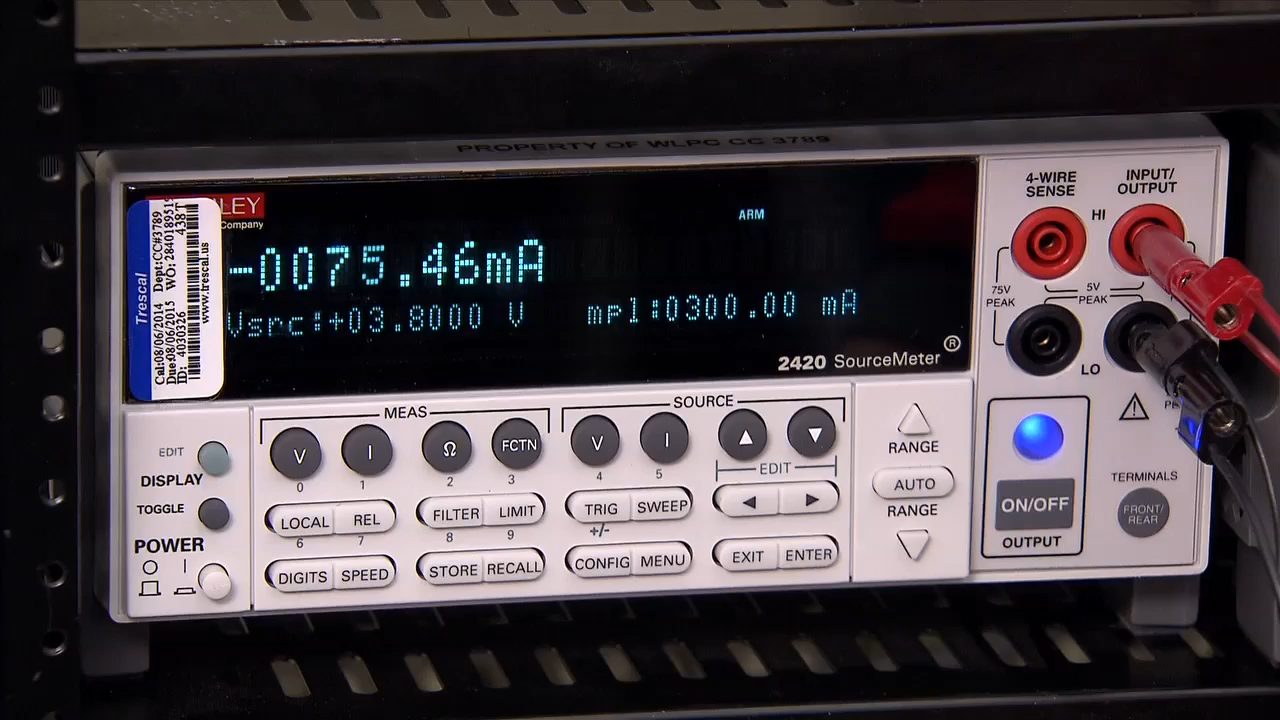 PROPERTY OF WLPC CC 3789
LEY
Company
ARM
-0075.46mA
Vsrc:+03.8000 V mpl:0300.00 mA
2420 SourceMeter ®
Trescal
Cal:08/06/2014 Dept:CC#3789
Due:08/06/2015
ID: 4030326
www.trescal.us
4-WIRE SENSE
INPUT/OUTPUT
HI
75V PEAK
5V PEAK
LO
MEAS
SOURCE
EDIT
DISPLAY
TOGGLE
POWER
V I Ω FCTN V I ▲ ▼
0 1 2 3 4 5
EDIT
LOCAL REL FILTER LIMIT TRIG SWEEP ◀ ▶
6 7 8 9 +/-
DIGITS SPEED STORE RECALL CONFIG MENU EXIT ENTER
RANGE
AUTO
RANGE
ON/OFF
OUTPUT
TERMINALS
FRONT/REAR